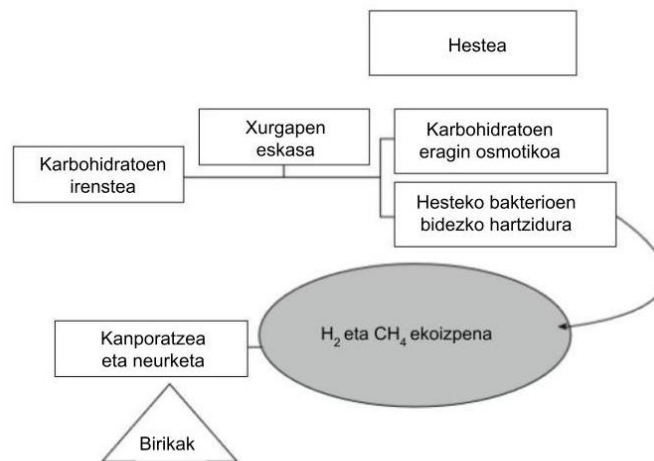 Hestea
Xurgapen
eskasa
Karbohidratoen
eragin osmotikoa
Karbohidratoen
irenstea
Hesteko bakterioen
bidezko hartzidura
H₂ eta CH₄ ekoizpena
Kanporatzea
eta neurketa
Birikak